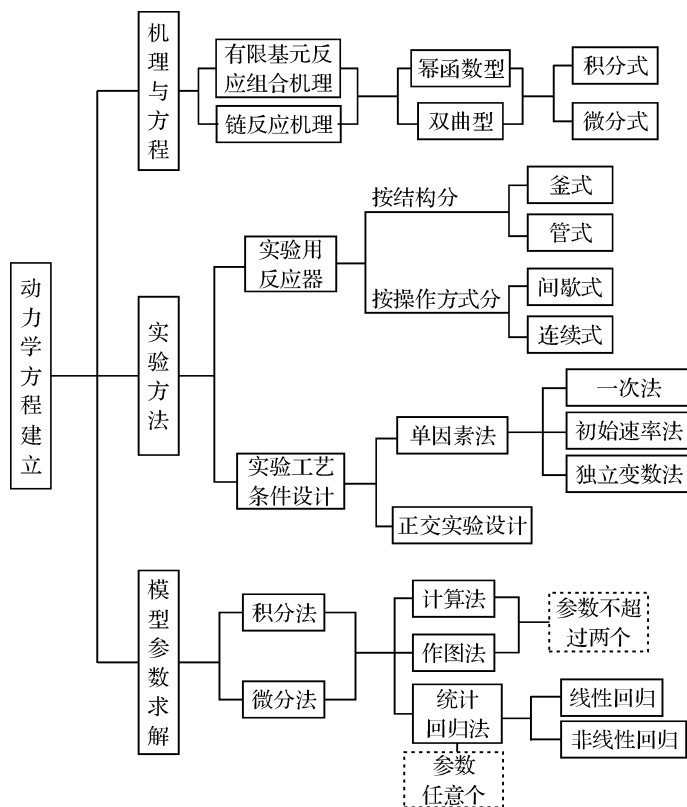 动力学方程建立
机理与方程
有限基元反
应组合机理
链反应机理
幂函数型
双曲型
积分式
微分式
实验方法
实验用
反应器
按结构分
釜式
管式
按操作方式分
间歇式
连续式
实验工艺
条件设计
单因素法
一次法
初始速率法
独立变数法
正交实验设计
模型参数求解
积分法
微分法
计算法
作图法
参数不超
过两个
统计
回归法
线性回归
非线性回归
参数
任意个